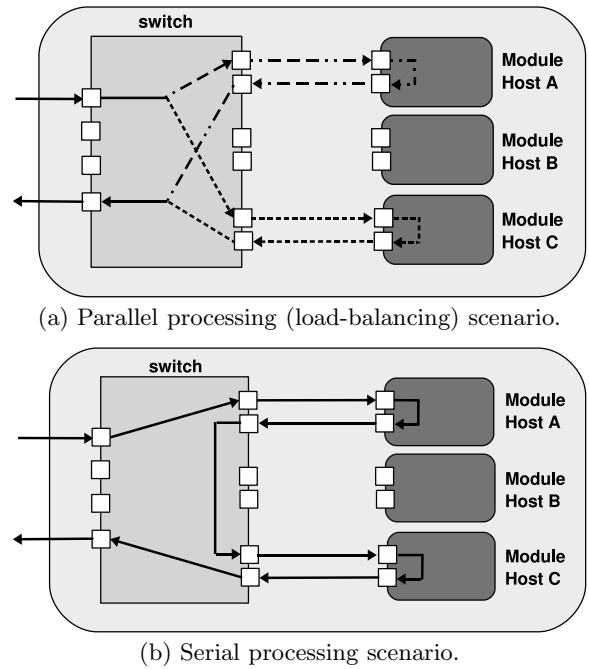 switch
Module
Host A
Module
Host B
Module
Host C
(a) Parallel processing (load-balancing) scenario.
switch
Module
Host A
Module
Host B
Module
Host C
(b) Serial processing scenario.